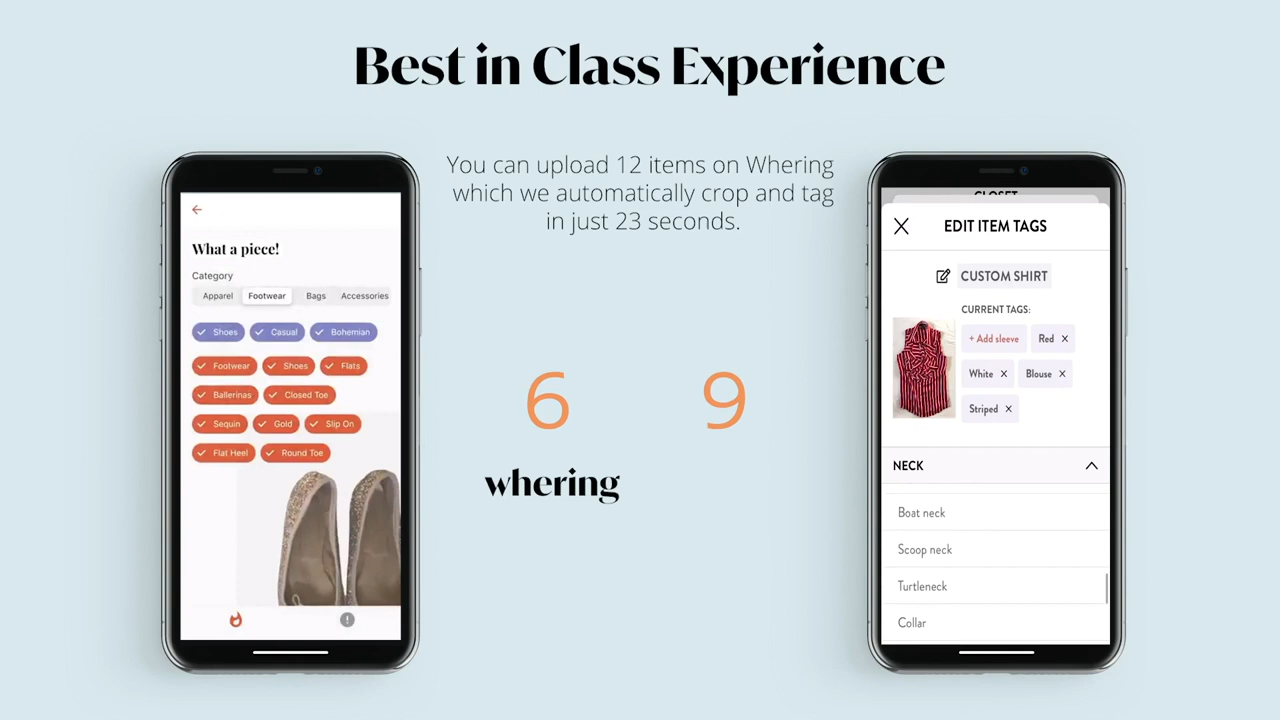 Best in Class Experience
You can upload 12 items on Whering
which we automatically crop and tag
in just 23 seconds.
What a piece!
Category
Apparel Footwear Bags Accessories
Shoes Casual Bohemian
Footwear Shoes Flats
Ballerinas Closed Toe
Sequin Gold Slip On
Flat Heel Round Toe
6 9
whering
CLOSET
EDIT ITEM TAGS
CUSTOM SHIRT
CURRENT TAGS:
+ Add sleeve Red X
White X Blouse X
Striped X
NECK
Boat neck
Scoop neck
Turtleneck
Collar